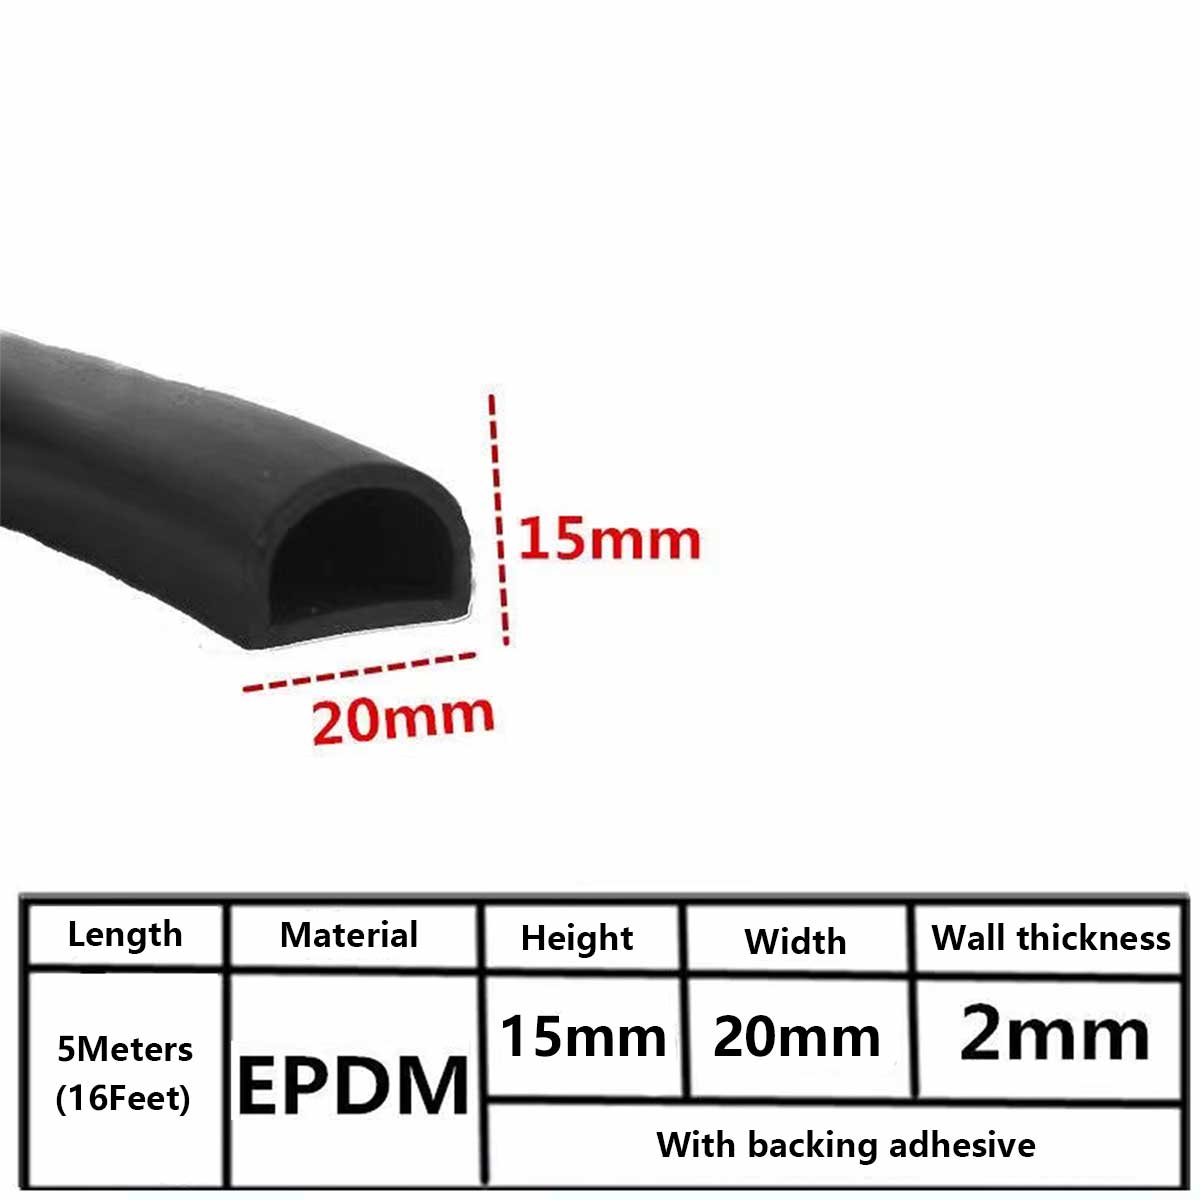 15mm
20mm
Length Material Height Width Wall thickness
5Meters
(16Feet)
EPDM
15mm 20mm 2mm
With backing adhesive